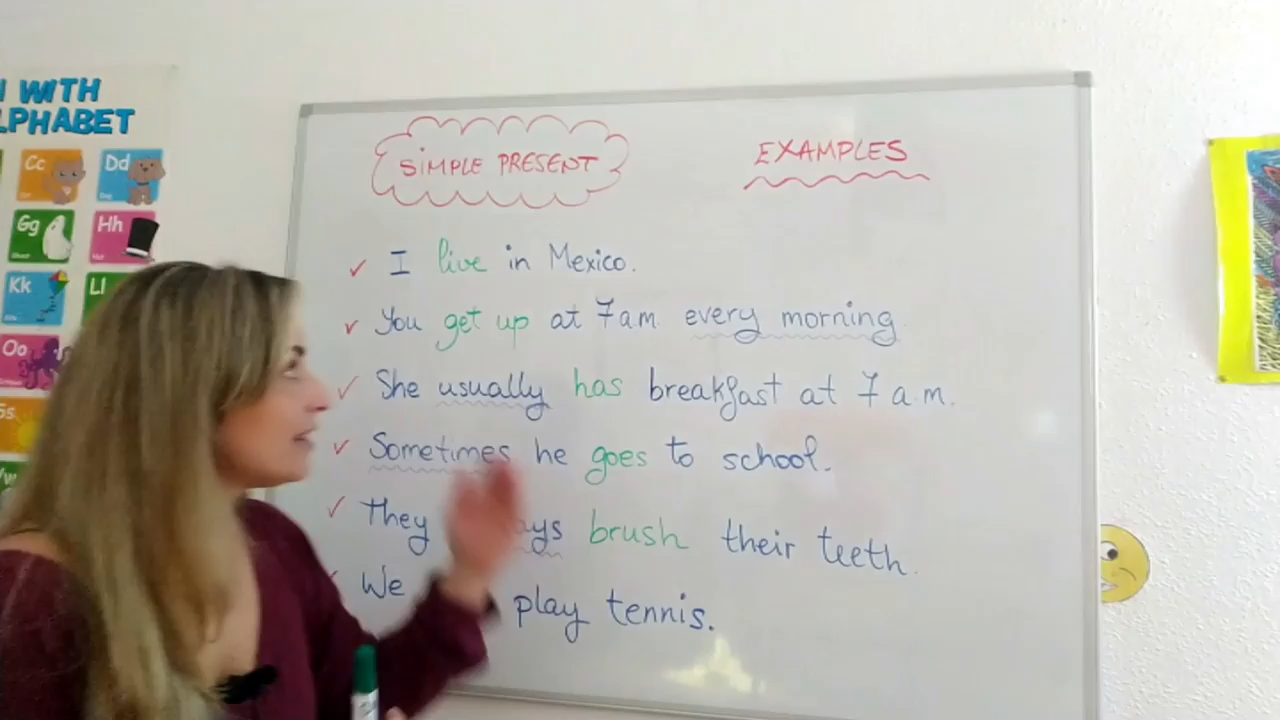 WITH
LPHABET
Cc
Dd
Gg
Hh
Kk
Ll
Oo
SIMPLE PRESENT
EXAMPLES
I live in Mexico.
You get up at 7 am. every morning
She usually has breakfast at 7 a.m.
Sometimes he goes to school.
They brush their teeth.
We play tennis.